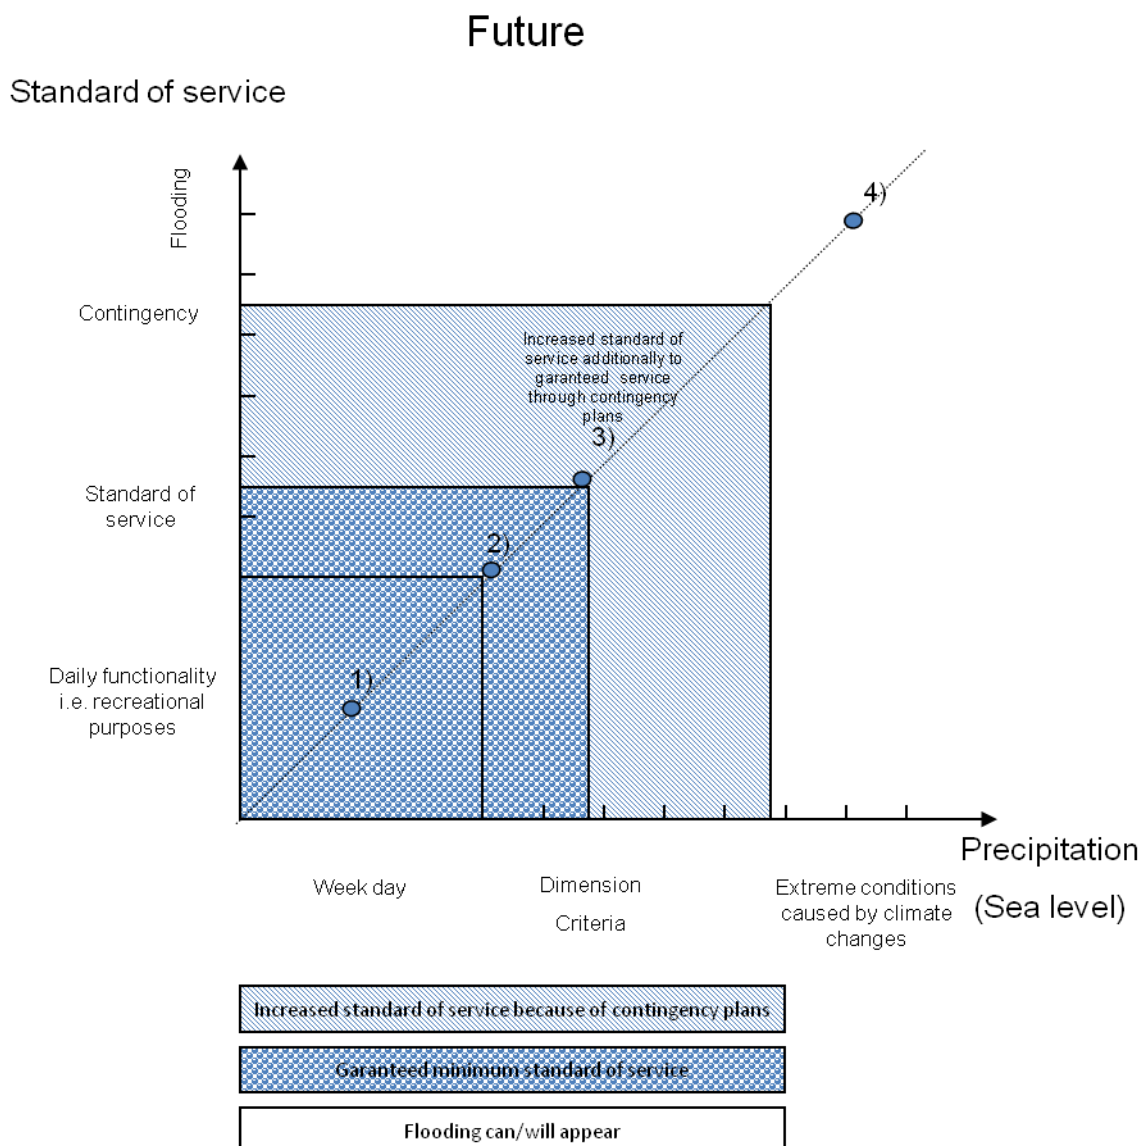 Future
Standard of service
Flooding
4)
Contingency
Increased standard of
service additionally to
garanteed service
through contingency
plans
3)
Standard of
service
2)
Daily functionality
i.e. recreational
purposes
1)
Precipitation
(Sea level)
Week day
Dimension
Criteria
Extreme conditions
caused by climate
changes
Increased standard of service because of contingency plans
Garanteed minimum standard of service
Flooding can/will appear